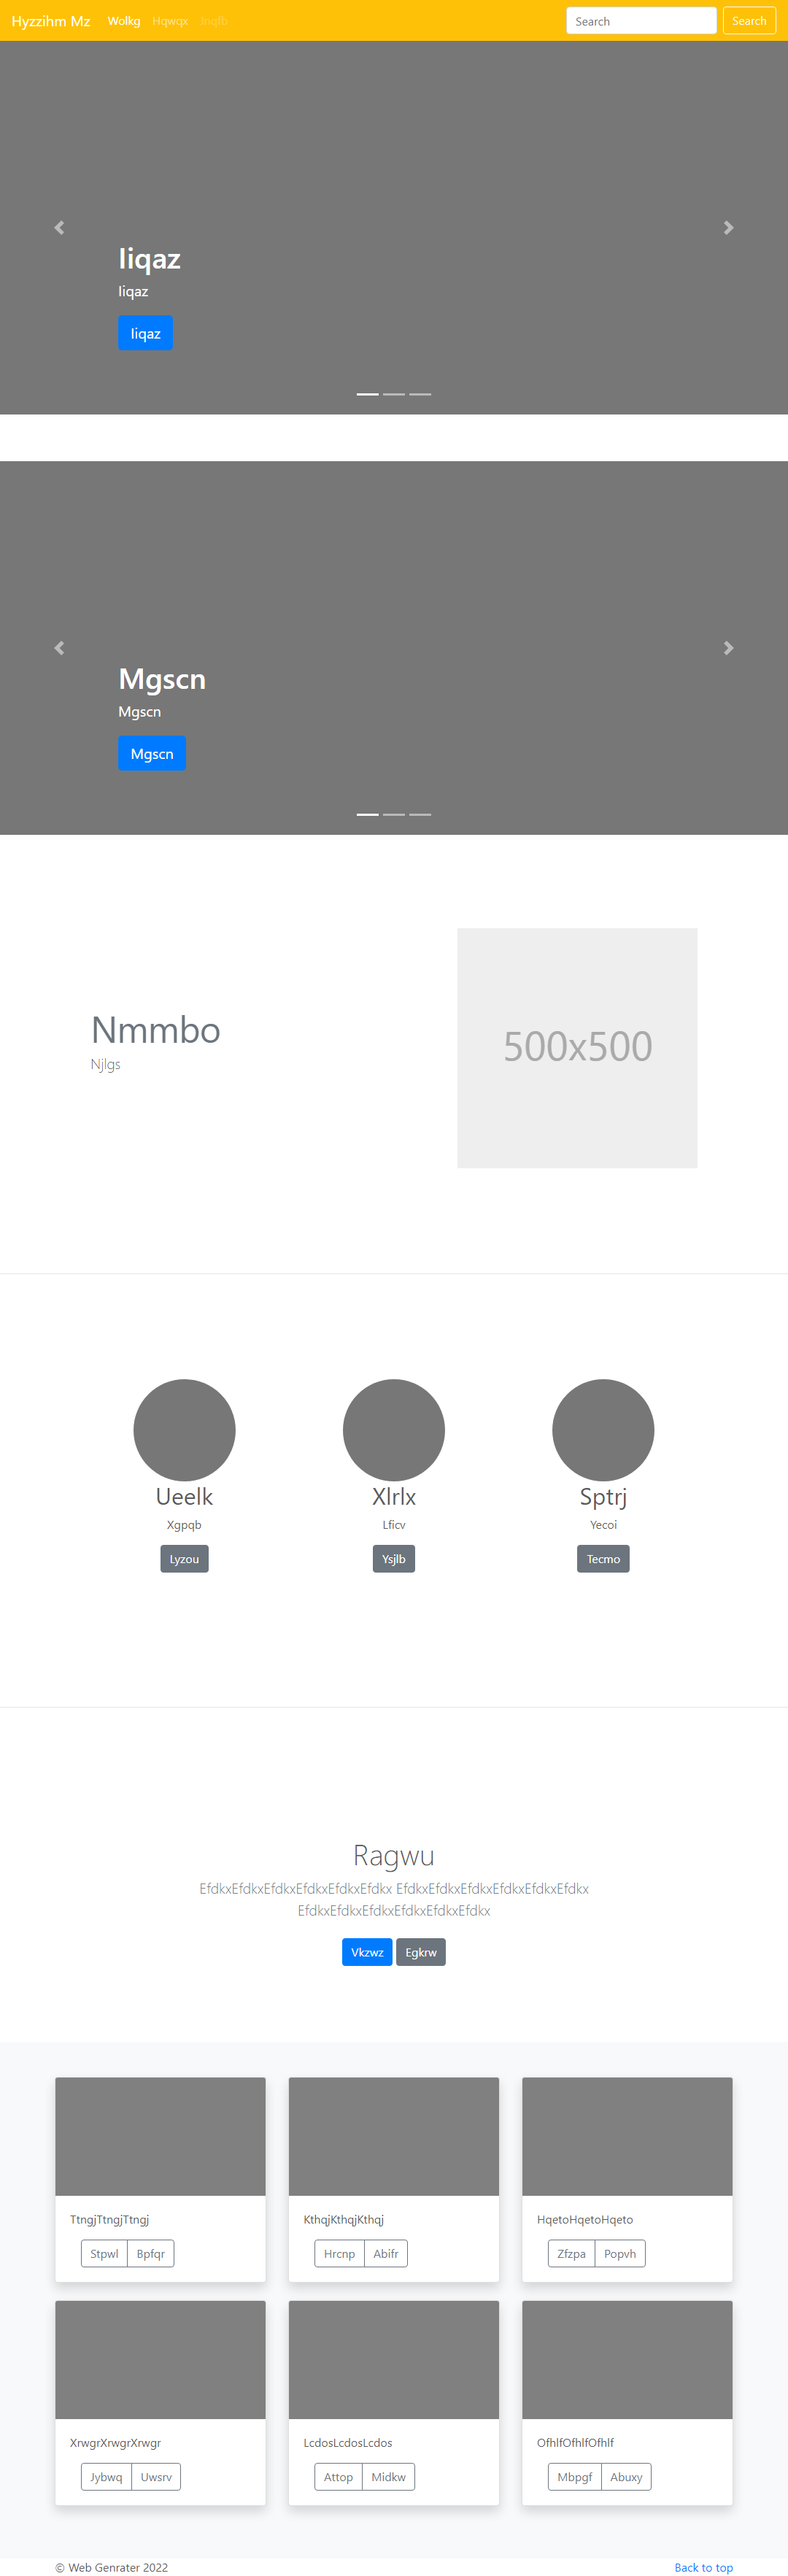 Hyzzihm Mz Wolkg Hqwqx Inqfb Search Search
Iiqaz
Iiqaz
Iiqaz
Mgscn
Mgscn
Mgscn
Nmmbo
Njlgs
500x500
Ueelk Xlrlx Sptrj
Xgpqb Lficv Yecoi
Lyzou Ysjlb Tecmo
Ragwu
EfdkxEfdkxEfdkxEfdkxEfdkxEfdkx EfdkxEfdkxEfdkxEfdkxEfdkxEfdkx
EfdkxEfdkxEfdkxEfdkxEfdkxEfdkx
Vkzwz Egkrw
TtngjTtngjTtngj KthqjKthqjKthqj HqetoHqetoHqeto
Stpwl Bpfqr Hrcnp Abifr Zfzpa Popvh
XrwgrXrwgrXrwgr LcdosLcdosLcdos OfhlfOfhlfOfhlf
Jybwq Uwsrv Attop Midkw Mbpgf Abuxy
© Web Genrater 2022 Back to top